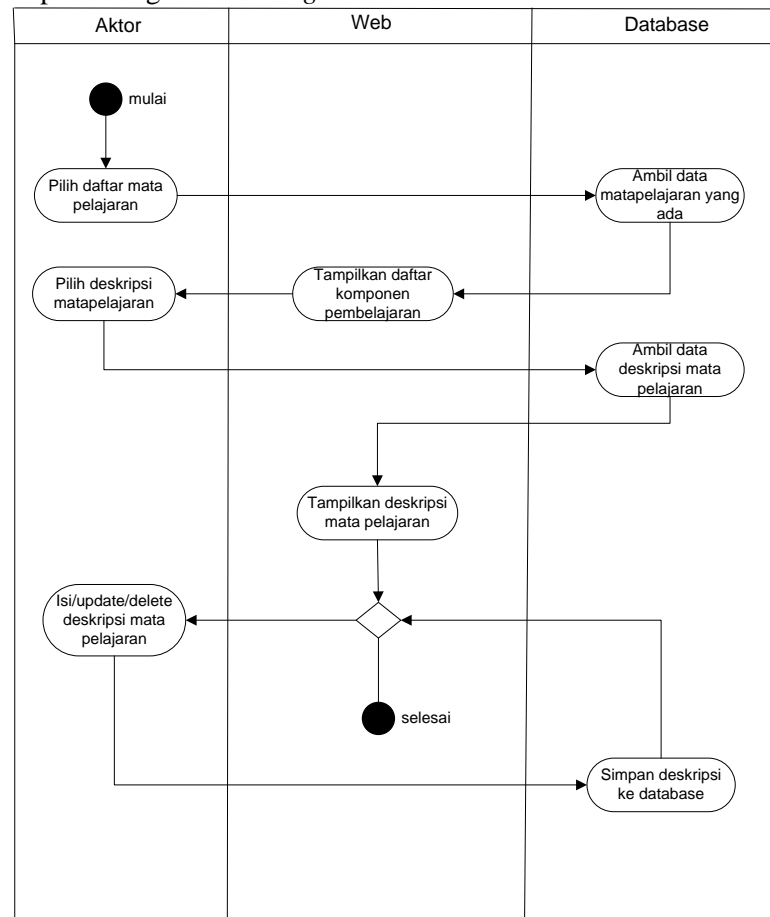 Aktor
Web
Database
mulai
Pilih daftar mata
pelajaran
Ambil data
matapelajaran yang
ada
Pilih deskripsi
matapelajaran
Tampilkan daftar
komponen
pembelajaran
Ambil data
deskripsi mata
pelajaran
Tampilkan deskripsi
mata pelajaran
Isi/update/delete
deskripsi mata
pelajaran
selesai
Simpan deskripsi
ke database